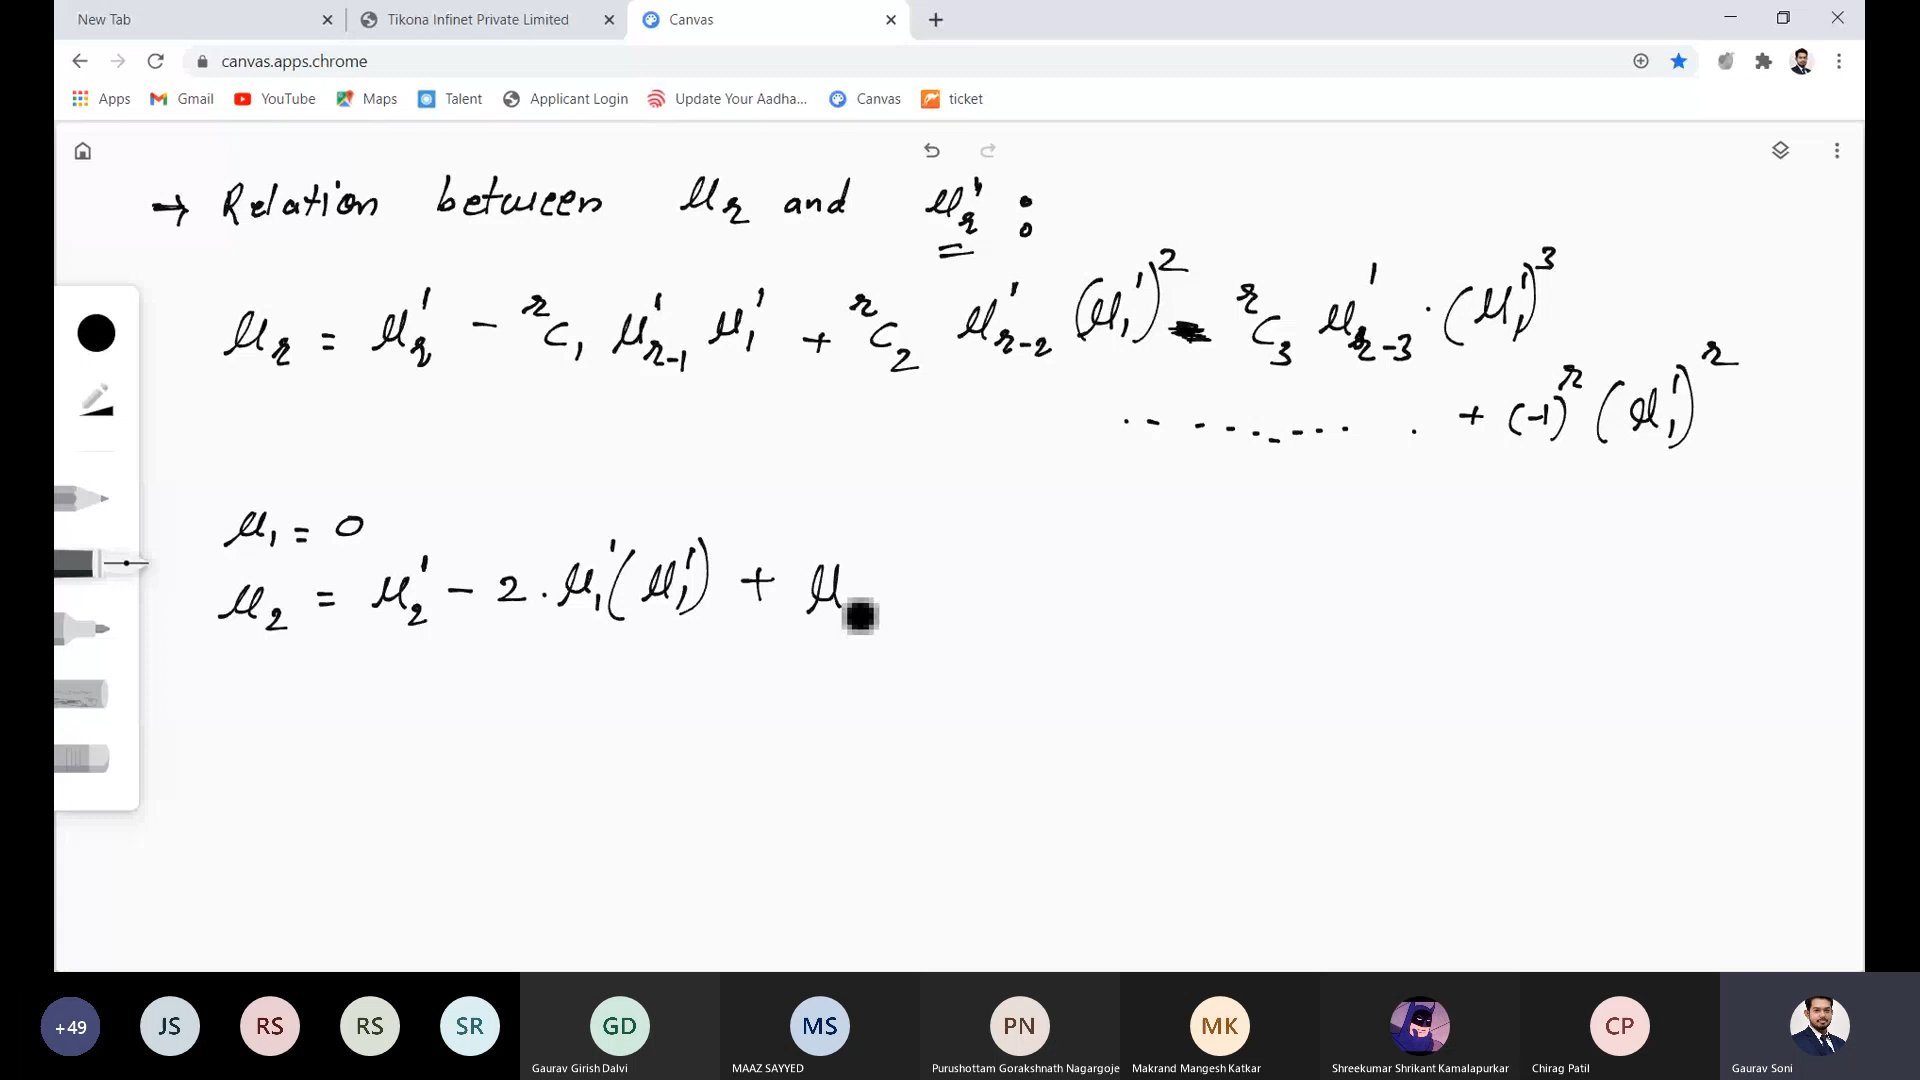 New Tab
Tikona Infinet Private Limited
Canvas
canvas.apps.chrome
Apps Gmail YouTube Maps Talent Applicant Login Update Your Aadha... Canvas ticket
→ Relation between μr and μr' :
μr = μr' - rC1 μ'r-1 μ1' + rC2 μ'r-2 (μ1')^2 - rC3 μ'r-3 · (μ1')^3
.............. + (-1)^r (μ1')^r
μ1 = 0
μ2 = μ2' - 2 · μ1' (μ1') + μ
+49 JS RS RS SR GD MS PN MK CP
Gaurav Girish Dalvi MAAZ SAYYED Purushottam Gorakshnath Nagargoje Makrand Mangesh Katkar Shreekumar Shrikant Kamalapurkar Chirag Patil Gaurav Soni